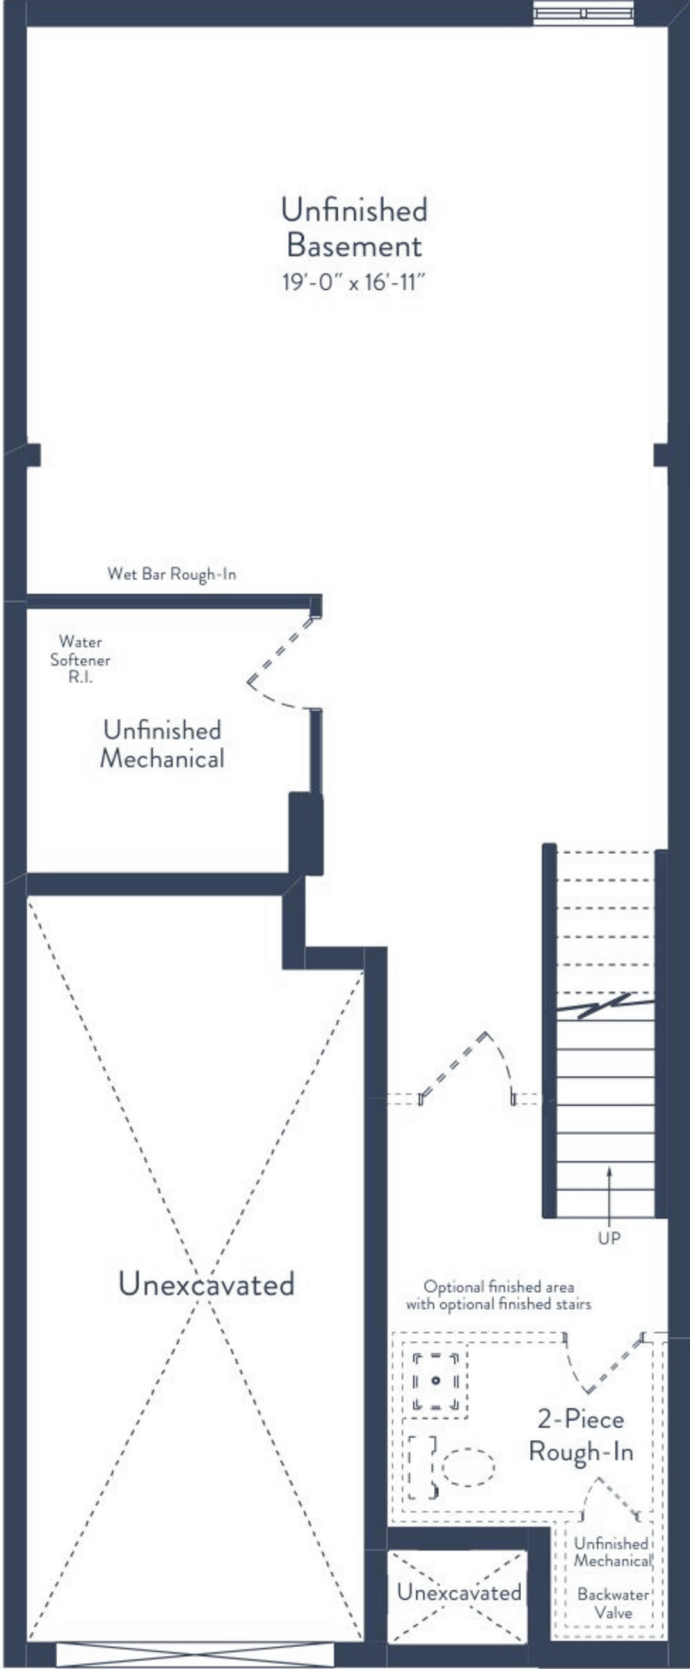 Unfinished
Basement
19'-0″ x 16'-11″
Wet Bar Rough-In
Water
Softener
R.I.
Unfinished
Mechanical
UP
Unexcavated
Optional finished area
with optional finished stairs
2-Piece
Rough-In
Unfinished
Mechanical
Backwater
Valve
Unexcavated